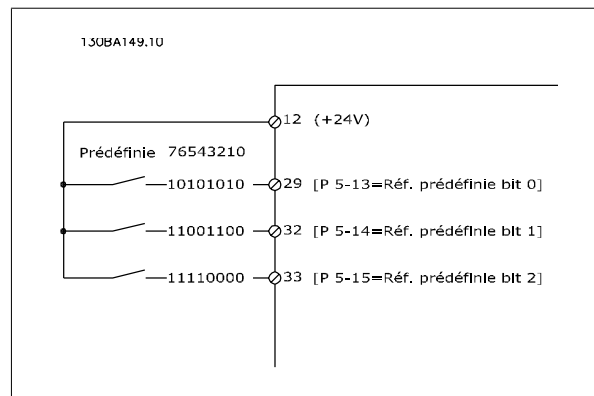 130BA149.10
12 (+24V)
Prédéfinie 76543210
10101010 29 [P 5-13=Réf. prédéfinie bit 0]
11001100 32 [P 5-14=Réf. prédéfinie bit 1]
11110000 33 [P 5-15=Réf. prédéfinie bit 2]